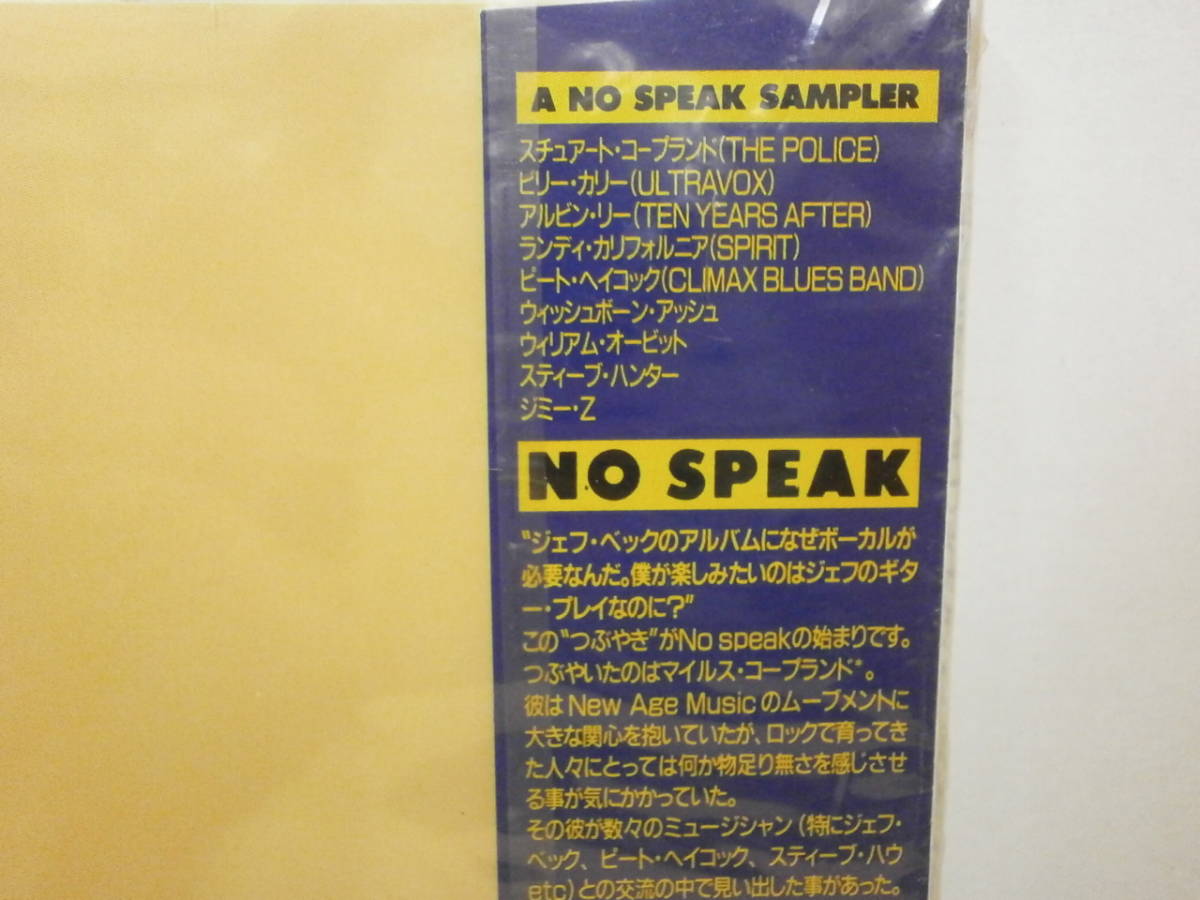 A NO SPEAK SAMPLER
スチュアート・コープランド(THE POLICE)
ビリー・カリー(ULTRAVOX)
アルビン・リー(TEN YEARS AFTER)
ランディ・カリフォルニア(SPIRIT)
ピート・ヘイコック(CLIMAX BLUES BAND)
ウィッシュボーン・アッシュ
ウィリアム・オービット
スティーブ・ハンター
ジミー・Z
NO SPEAK
"ジェフ・ベックのアルバムになぜボーカルが
必要なんだ。僕が楽しみたいのはジェフのギタ
ー・プレイなのに?"
この"つぶやき"がNo speakの始まりです。
つぶやいたのはマイルス・コープランド*。
彼はNew Age Musicのムーブメントに
大きな関心を抱いていたが、ロックで育ってき
た人々にとっては何か物足り無さを感じさせ
る事が気にかかっていた。
その彼が数々のミュージシャン(特にジェフ・
ベック、ピート・ヘイコック、スティーブ・ハウ
etc)との交流の中で見い出した事があった。